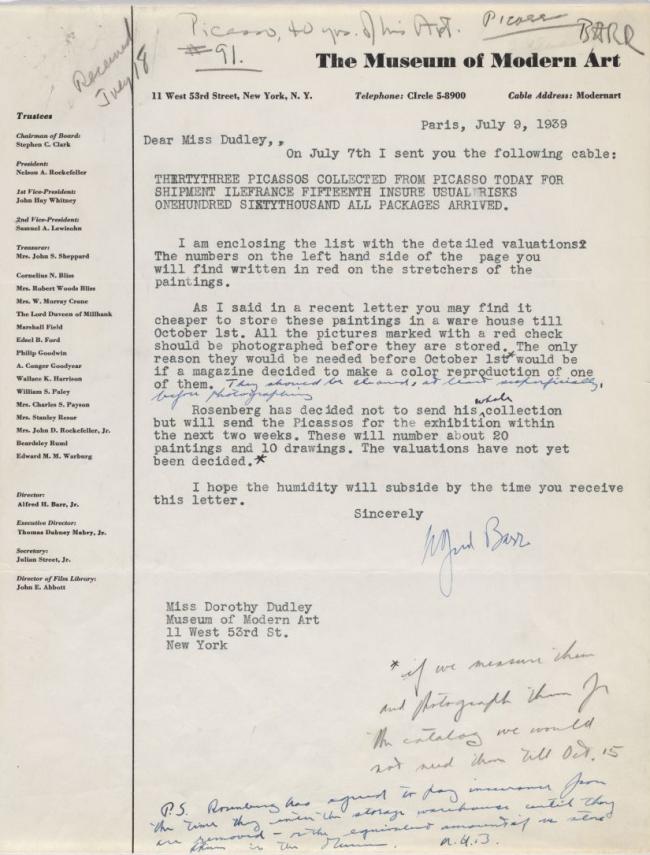 Picasso, 40 yrs. of his Art. Picasso
# 91.
BARR
Received
July 18
The Museum of Modern Art
11 West 53rd Street, New York, N. Y. Telephone: CIrcle 5-8900 Cable Address: Modernart
Trustees
Chairman of Board:
Stephen C. Clark
President:
Nelson A. Rockefeller
1st Vice-President:
John Hay Whitney
2nd Vice-President:
Samuel A. Lewisohn
Treasurer:
Mrs. John S. Sheppard
Cornelius N. Bliss
Mrs. Robert Woods Bliss
Mrs. W. Murray Crane
The Lord Duveen of Millbank
Marshall Field
Edsel B. Ford
Philip Goodwin
A. Conger Goodyear
Wallace K. Harrison
William S. Paley
Mrs. Charles S. Payson
Mrs. Stanley Resor
Mrs. John D. Rockefeller, Jr.
Beardsley Ruml
Edward M. M. Warburg
Director:
Alfred H. Barr, Jr.
Executive Director:
Thomas Dabney Mabry, Jr.
Secretary:
Julian Street, Jr.
Director of Film Library:
John E. Abbott
Paris, July 9, 1939
Dear Miss Dudley,,
On July 7th I sent you the following cable:
THIRTYTHREE PICASSOS COLLECTED FROM PICASSO TODAY FOR
SHIPMENT ILEFRANCE FIFTEENTH INSURE USUAL RISKS
ONEHUNDRED SIXTYTHOUSAND ALL PACKAGES ARRIVED.
I am enclosing the list with the detailed valuations?
The numbers on the left hand side of the page you
will find written in red on the stretchers of the
paintings.
As I said in a recent letter you may find it
cheaper to store these paintings in a ware house till
October 1st. All the pictures marked with a red check
should be photographed before they are stored. The only
reason they would be needed before October 1st* would be
if a magazine decided to make a color reproduction of one
of them. They should be cleaned, at least superficially,
before photographing
Rosenberg has decided not to send his whole collection
but will send the Picassos for the exhibition within
the next two weeks. These will number about 20
paintings and 10 drawings. The valuations have not yet
been decided.*
I hope the humidity will subside by the time you receive
this letter.
Sincerely
Alfred Barr
Miss Dorothy Dudley
Museum of Modern Art
11 West 53rd St.
New York
* if we measure them
and photograph them for
the catalog we would
not need them till Oct. 15
P.S. Rosenberg has agreed to pay insurance from
the time they enter the storage warehouse until they
are removed – or the equivalent amount if we store
them in the Museum. A.H.B.